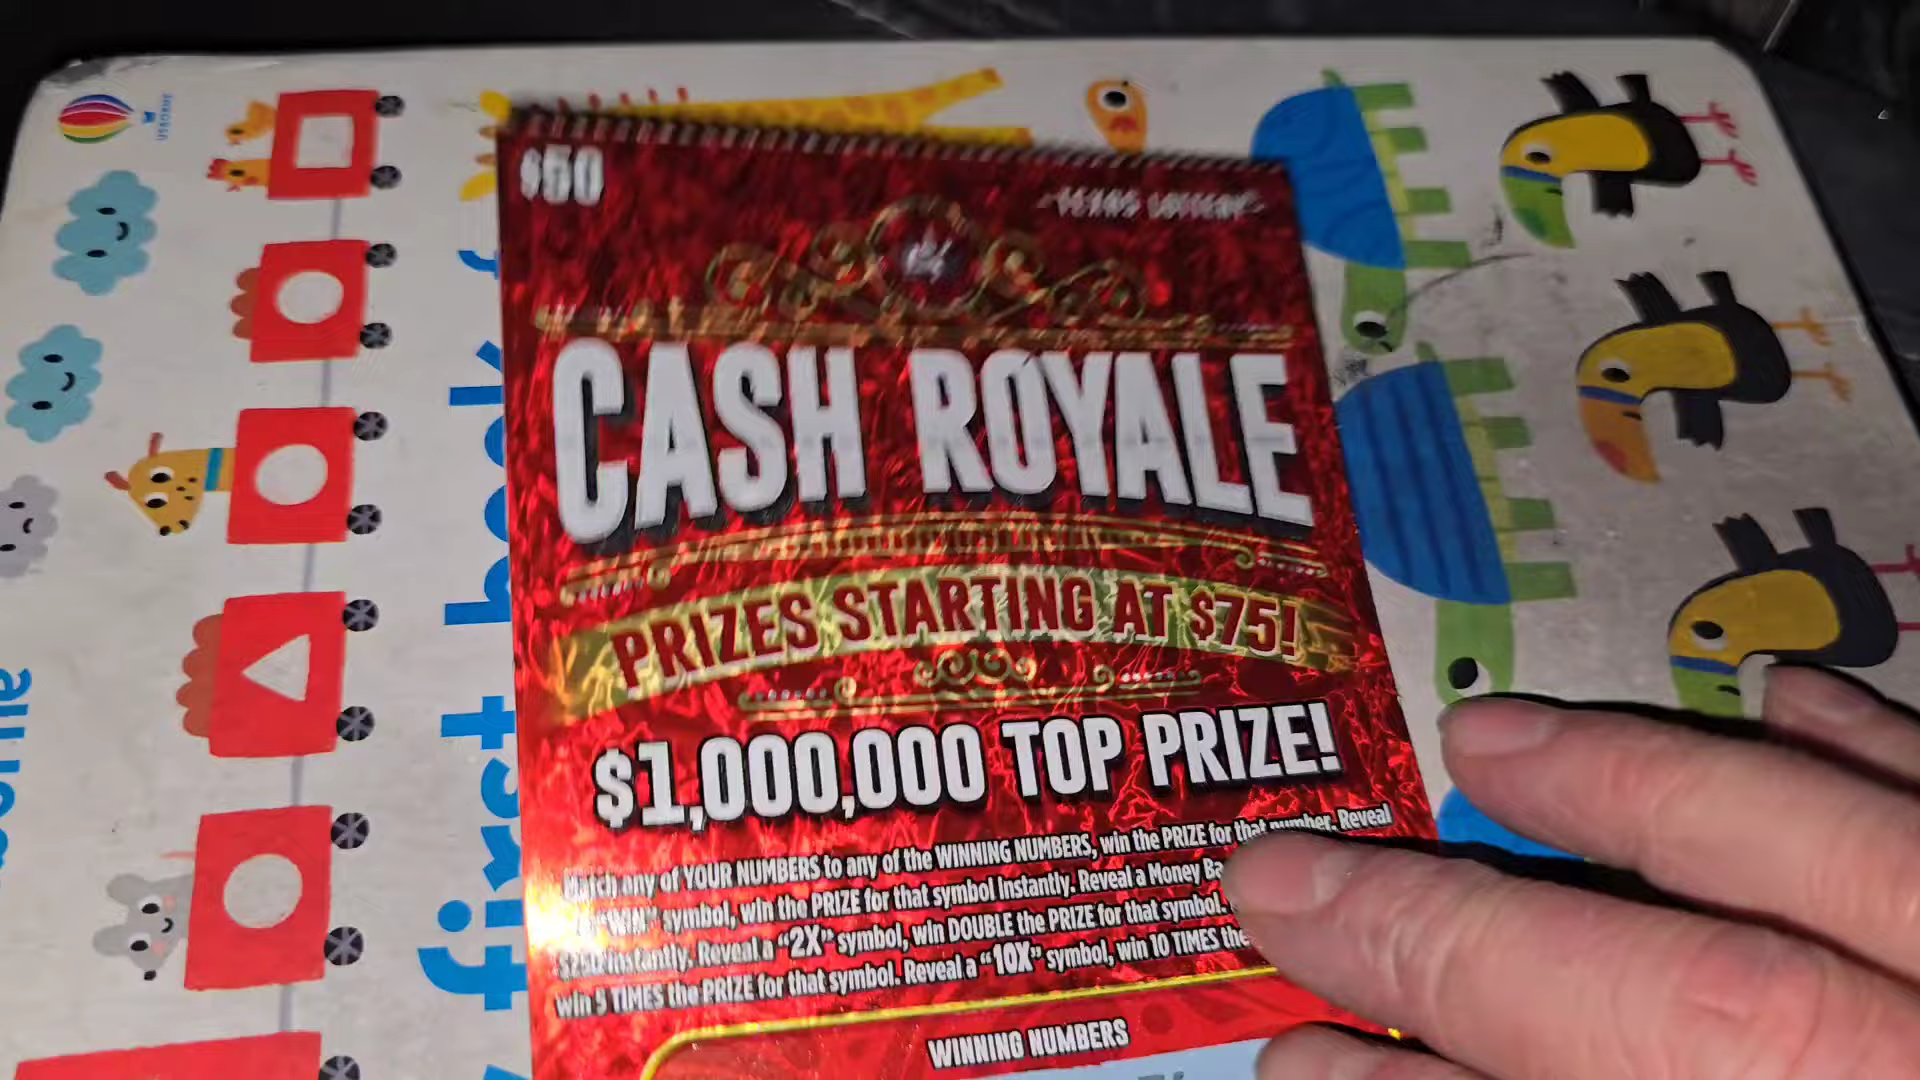 $50
TEXAS LOTTERY
CASH ROYALE
PRIZES STARTING AT $75!
$1,000,000 TOP PRIZE!
Match any of YOUR NUMBERS to any of the WINNING NUMBERS, win the PRIZE for that number. Reveal
a "WIN" symbol, win the PRIZE for that symbol instantly. Reveal a Money
instantly. Reveal a "2X" symbol, win DOUBLE the PRIZE for that symbol.
win 5 TIMES the PRIZE for that symbol. Reveal a "10X" symbol, win 10 TIMES the
WINNING NUMBERS
USBORNE
first book